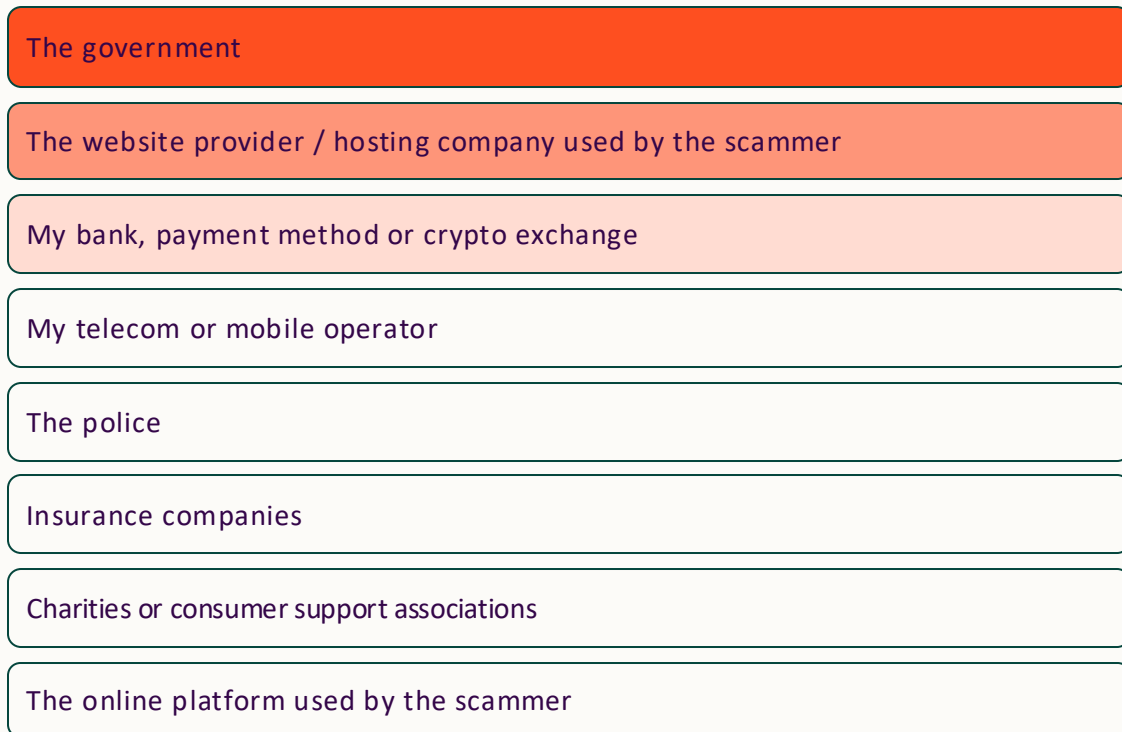 The government
The website provider / hosting company used by the scammer
My bank, payment method or crypto exchange
My telecom or mobile operator
The police
Insurance companies
Charities or consumer support associations
The online platform used by the scammer